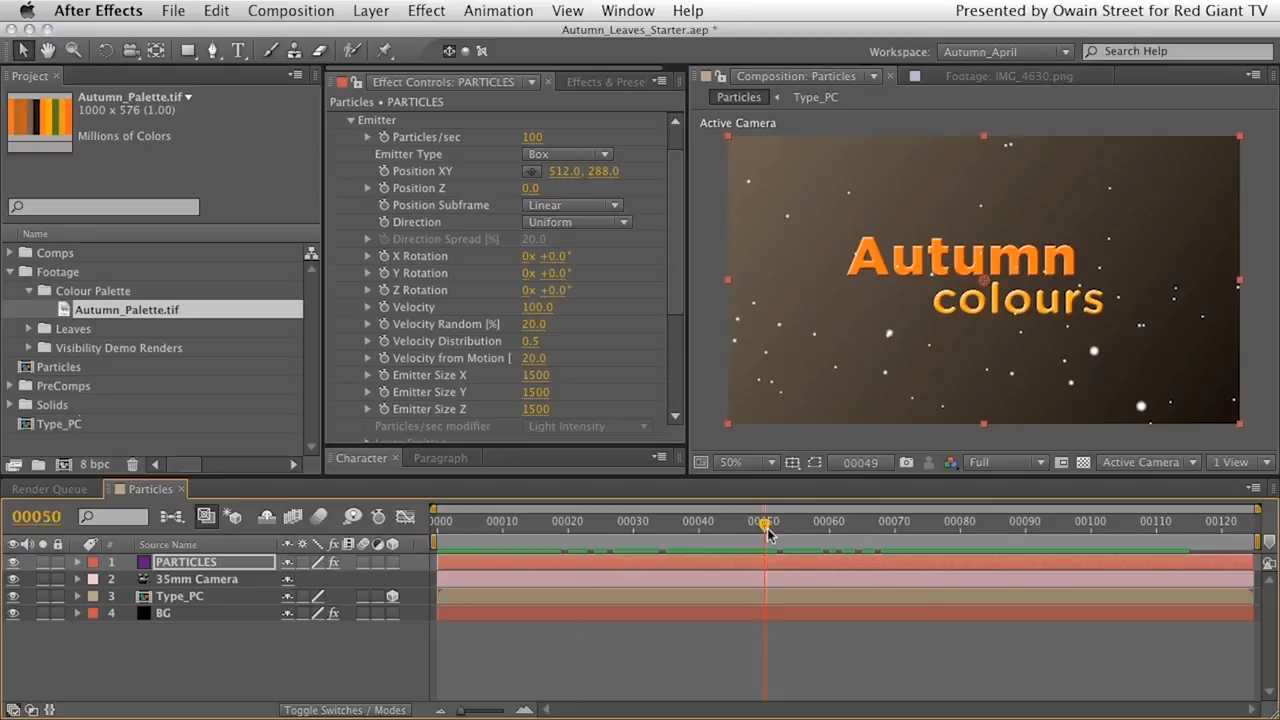 After Effects File Edit Composition Layer Effect Animation View Window Help Presented by Owain Street for Red Giant TV
Autumn_Leaves_Starter.aep *
Workspace: Autumn_April Search Help
Project × Effect Controls: PARTICLES × Effects & Prese Composition: Particles × Footage: IMG_4630.png
Autumn_Palette.tif
1000 x 576 (1.00)
Millions of Colors
Particles • PARTICLES
Particles Type_PC
Active Camera
Emitter
Particles/sec 100
Emitter Type Box
Position XY 512.0, 288.0
Position Z 0.0
Position Subframe Linear
Direction Uniform
Direction Spread [%] 20.0
X Rotation 0x +0.0°
Y Rotation 0x +0.0°
Z Rotation 0x +0.0°
Velocity 100.0
Velocity Random [%] 20.0
Velocity Distribution 0.5
Velocity from Motion [ 20.0
Emitter Size X 1500
Emitter Size Y 1500
Emitter Size Z 1500
Particles/sec modifier Light Intensity
Name
Comps
Footage
Colour Palette
Autumn_Palette.tif
Leaves
Visibility Demo Renders
Particles
PreComps
Solids
Type_PC
8 bpc
Autumn
colours
Character × Paragraph
50% 00049 Full Active Camera 1 View
Render Queue Particles ×
00050
0000 00010 00020 00030 00040 00050 00060 00070 00080 00090 00100 00110 00120
# Source Name
1 PARTICLES fx
2 35mm Camera
3 Type_PC
4 BG fx
Toggle Switches / Modes